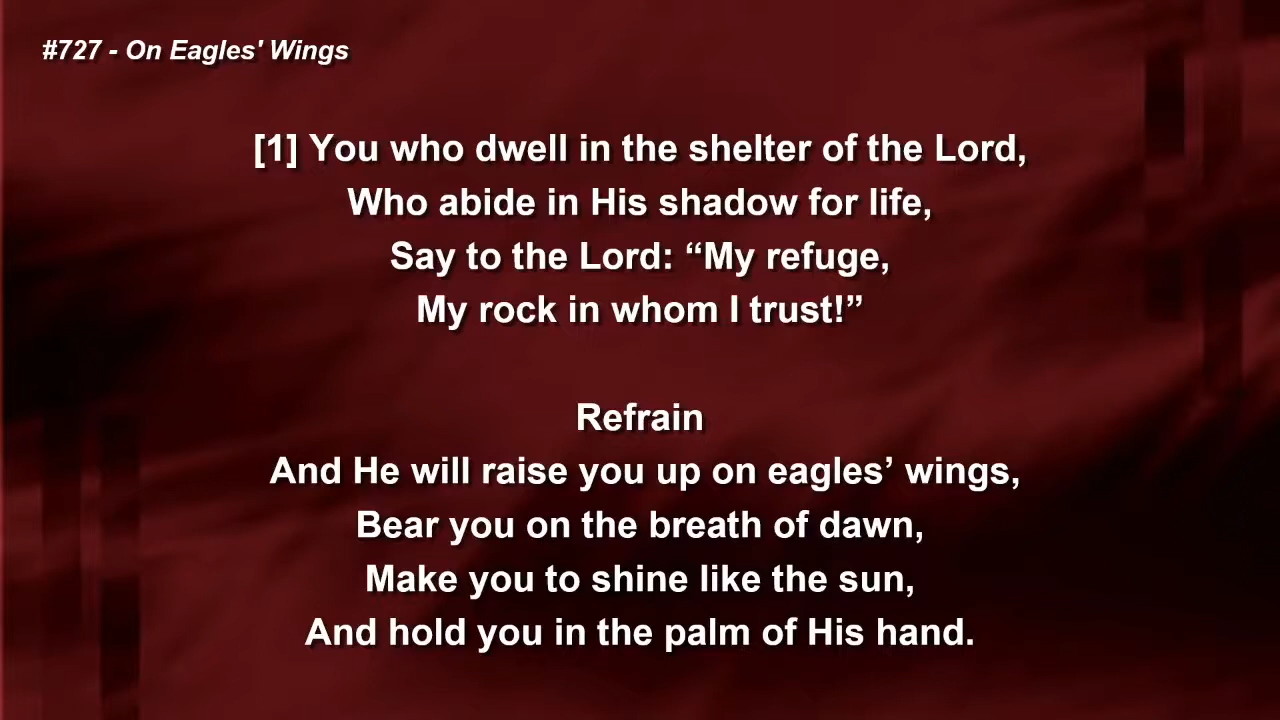 #727 - On Eagles' Wings
[1] You who dwell in the shelter of the Lord,
Who abide in His shadow for life,
Say to the Lord: “My refuge,
My rock in whom I trust!”
Refrain
And He will raise you up on eagles’ wings,
Bear you on the breath of dawn,
Make you to shine like the sun,
And hold you in the palm of His hand.